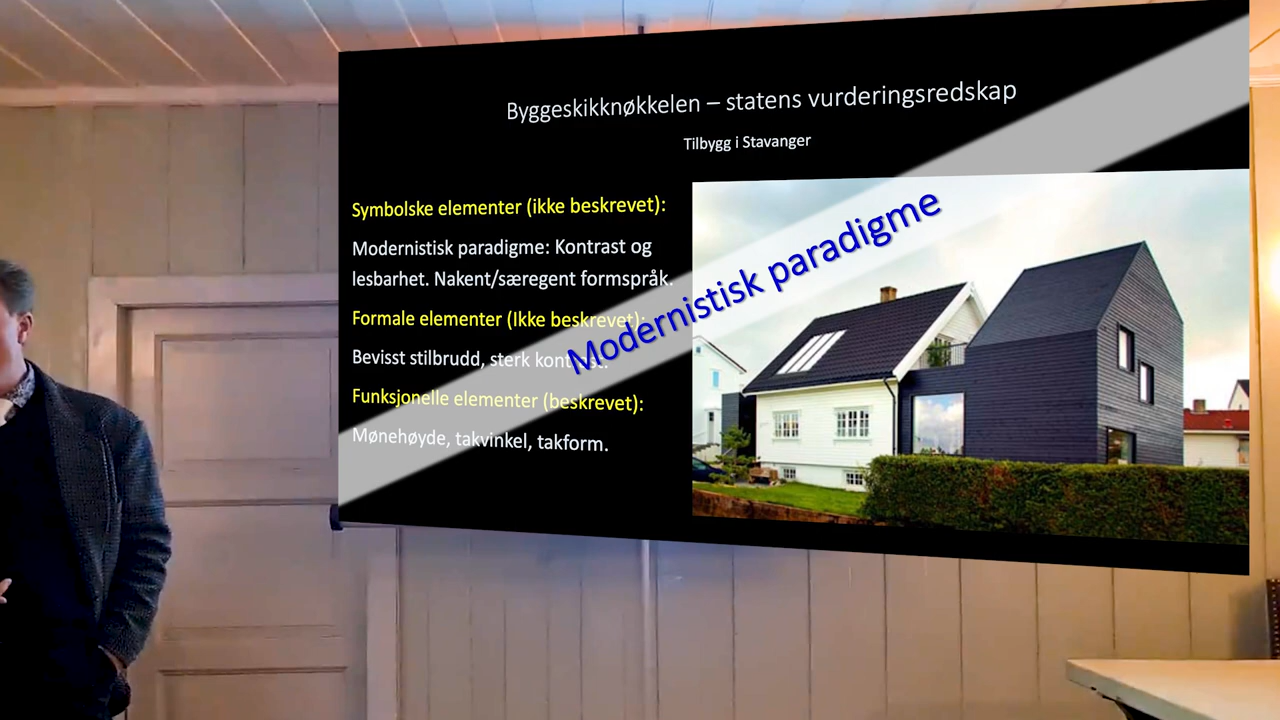 Byggeskikknøkkelen – statens vurderingsredskap
Tilbygg i Stavanger
Symbolske elementer (ikke beskrevet):
Modernistisk paradigme: Kontrast og
lesbarhet. Nakent/særegent formspråk.
Formale elementer (Ikke beskrevet):
Bevisst stilbrudd, sterk kontrast.
Funksjonelle elementer (beskrevet):
Mønehøyde, takvinkel, takform.
Modernistisk paradigme